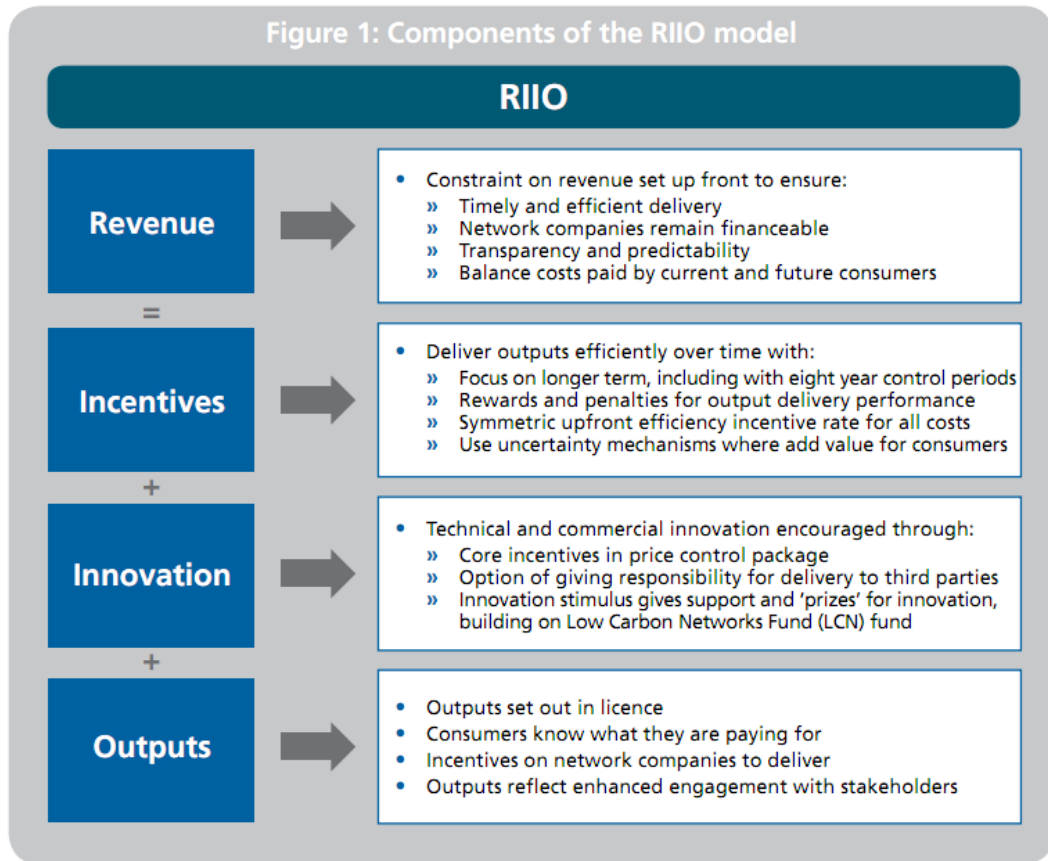 Figure 1: Components of the RIIO model
RIIO
Revenue
• Constraint on revenue set up front to ensure:
» Timely and efficient delivery
» Network companies remain financeable
» Transparency and predictability
» Balance costs paid by current and future consumers
=
Incentives
• Deliver outputs efficiently over time with:
» Focus on longer term, including with eight year control periods
» Rewards and penalties for output delivery performance
» Symmetric upfront efficiency incentive rate for all costs
» Use uncertainty mechanisms where add value for consumers
+
Innovation
• Technical and commercial innovation encouraged through:
» Core incentives in price control package
» Option of giving responsibility for delivery to third parties
» Innovation stimulus gives support and ‘prizes’ for innovation,
building on Low Carbon Networks Fund (LCN) fund
+
Outputs
• Outputs set out in licence
• Consumers know what they are paying for
• Incentives on network companies to deliver
• Outputs reflect enhanced engagement with stakeholders